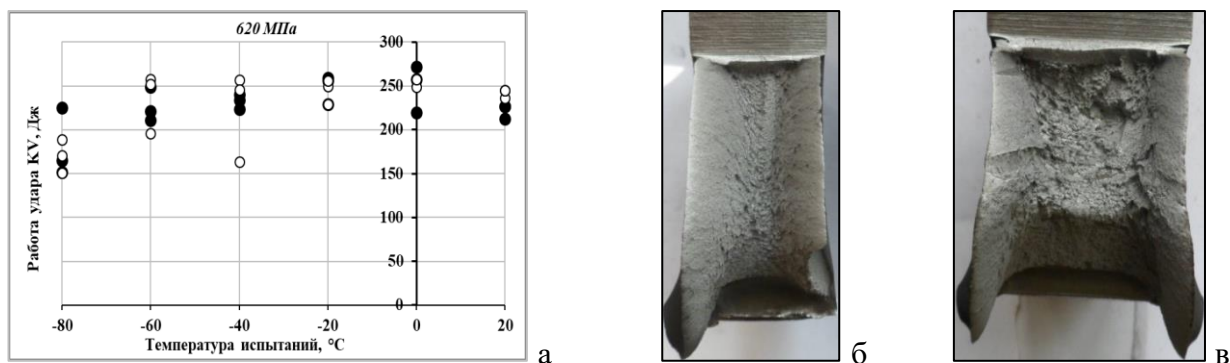 620 МПа
300
250
200
150
100
50
0
Работа удара KV, Дж
-80 -60 -40 -20 0 20
Температура испытаний, °C
а б в